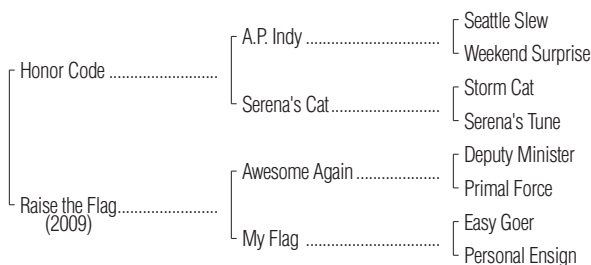 Seattle Slew
A.P. Indy ....................................
Weekend Surprise
Honor Code .............................
Storm Cat
Serena's Cat.............................
Serena's Tune
Deputy Minister
Awesome Again ......................
Primal Force
Raise the Flag...........................
(2009)
Easy Goer
My Flag ....................................
Personal Ensign